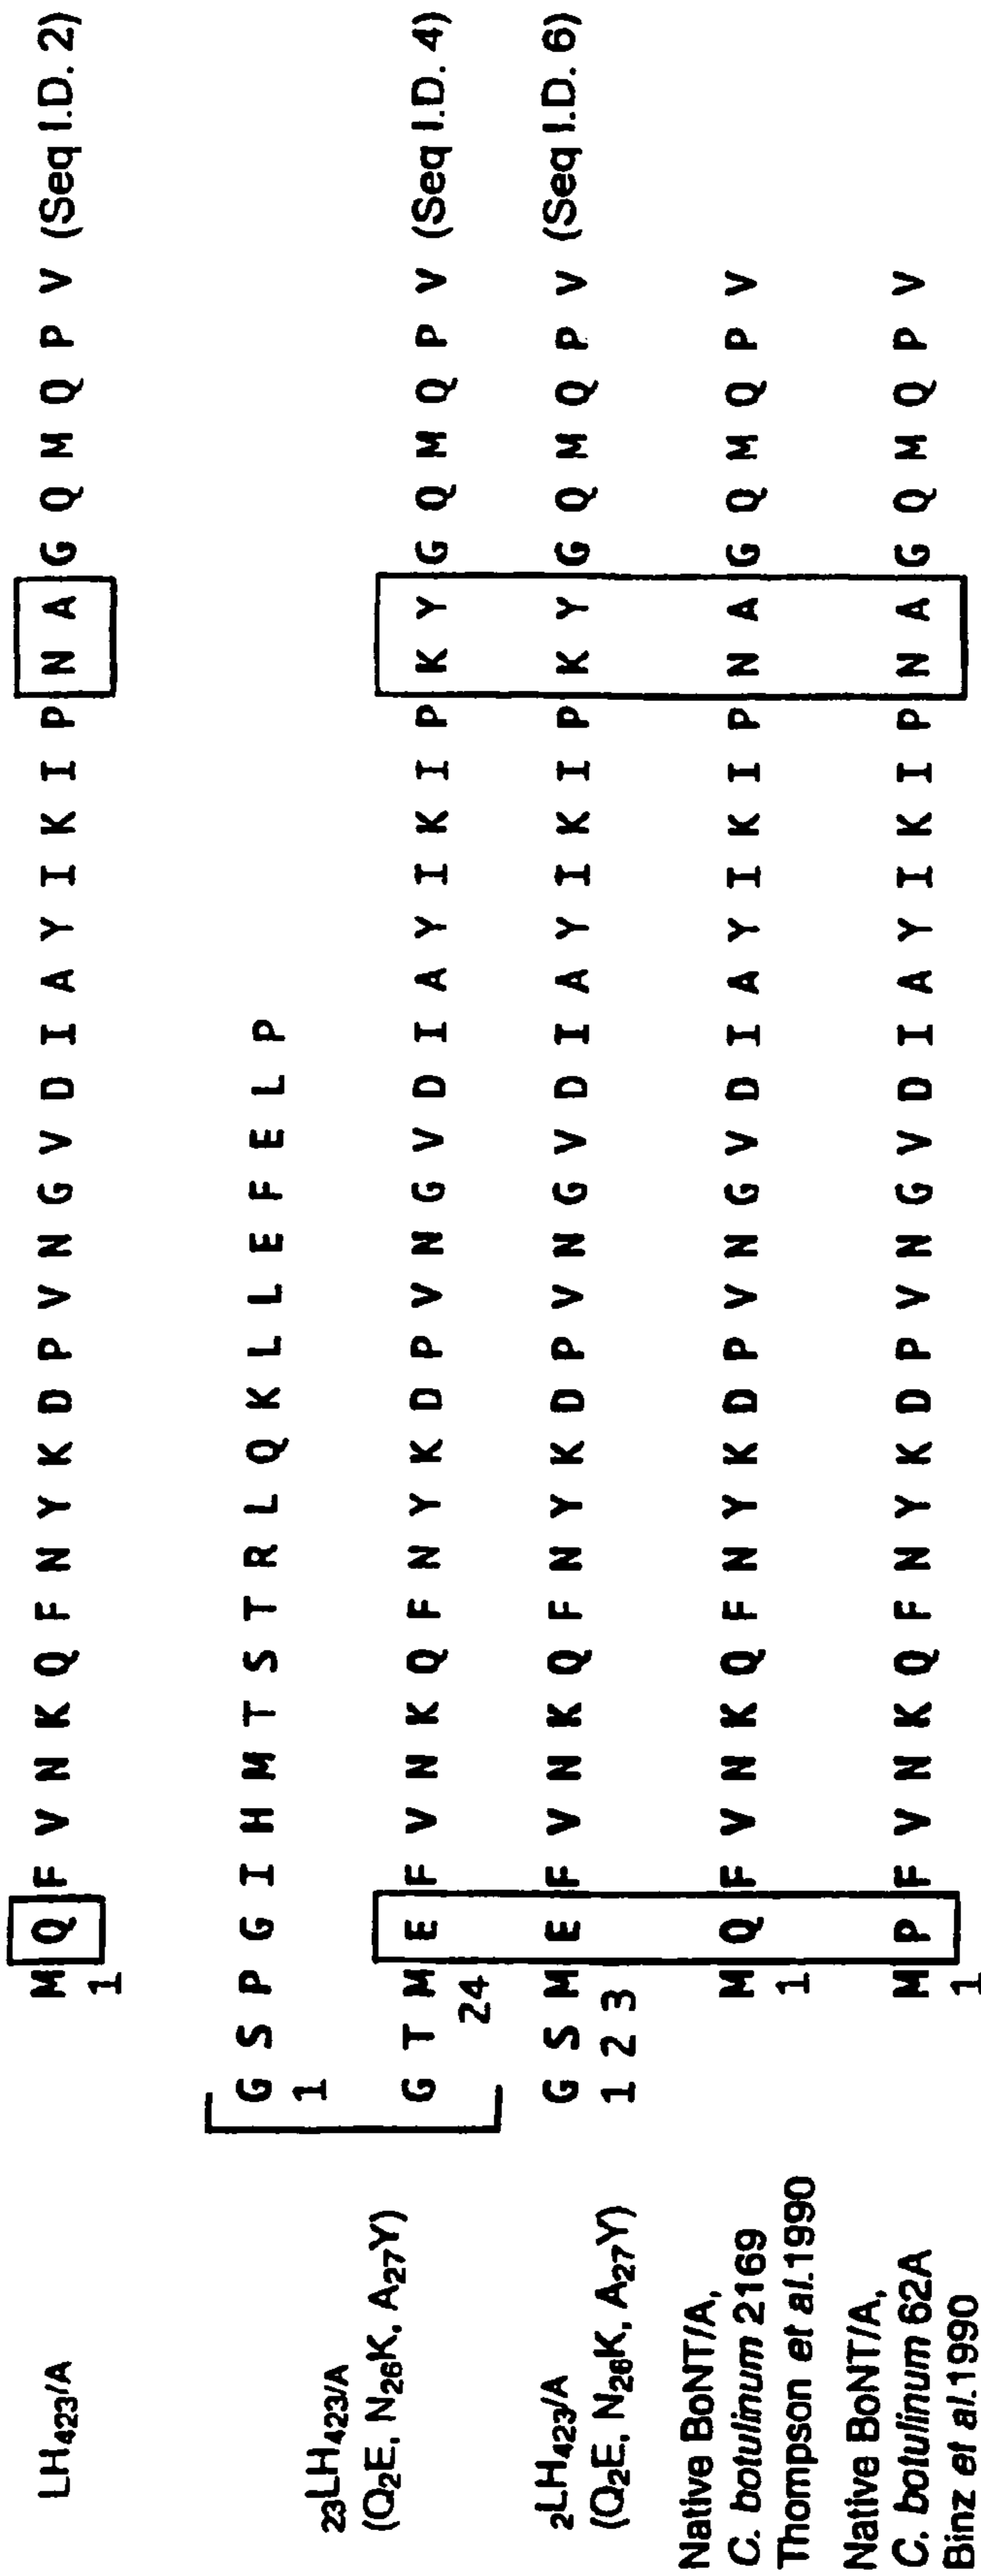 LH₄₂₃/A M Q F V N K Q F N Y K D P V N G V D I A Y I K I P N A G Q M Q P V (Seq I.D. 2)
1
G S P G I H M T S T R L Q K L L E F E L P
1
₂₃LH₄₂₃/A
(Q₂E, N₂₆K, A₂₇Y)
G T M E F V N K Q F N Y K D P V N G V D I A Y I K I P K Y G Q M Q P V (Seq I.D. 4)
24
₂LH₄₂₃/A
(Q₂E, N₂₆K, A₂₇Y)
G S M E F V N K Q F N Y K D P V N G V D I A Y I K I P K Y G Q M Q P V (Seq I.D. 6)
1 2 3
Native BoNT/A,
C. botulinum 2169
Thompson et al.1990
M Q F V N K Q F N Y K D P V N G V D I A Y I K I P N A G Q M Q P V
1
Native BoNT/A,
C. botulinum 62A
Binz et al.1990
M P F V N K Q F N Y K D P V N G V D I A Y I K I P N A G Q M Q P V
1